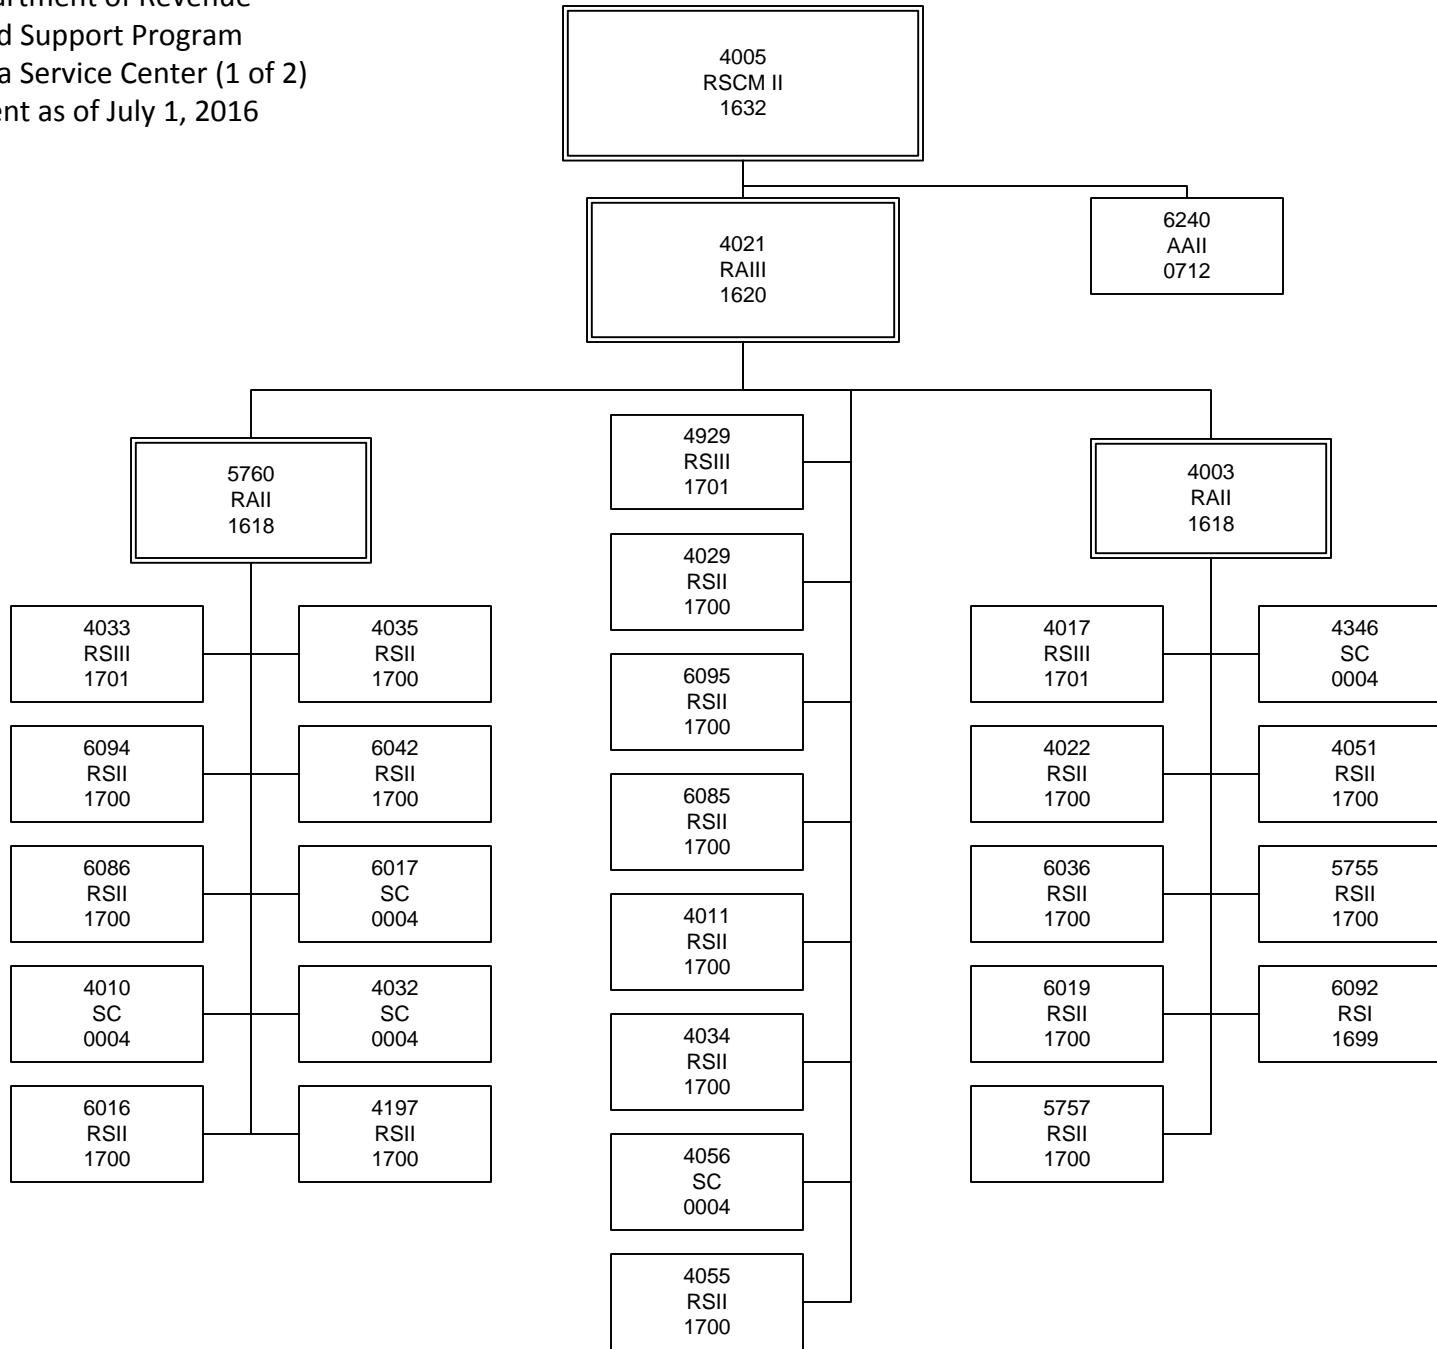 of Revenue
Support Program
Service Center (1 of 2)
as of July 1, 2016
4005
RSCM II
1632
4021
RAIII
1620
6240
AAII
0712
5760
RAII
1618
4929
RSIII
1701
4003
RAII
1618
4029
RSII
1700
4033
RSIII
1701
4035
RSII
1700
4017
RSIII
1701
4346
SC
0004
6095
RSII
1700
6094
RSII
1700
6042
RSII
1700
4022
RSII
1700
4051
RSII
1700
6085
RSII
1700
6086
RSII
1700
6017
SC
0004
6036
RSII
1700
5755
RSII
1700
4011
RSII
1700
4010
SC
0004
4032
SC
0004
6019
RSII
1700
6092
RSI
1699
4034
RSII
1700
6016
RSII
1700
4197
RSII
1700
5757
RSII
1700
4056
SC
0004
4055
RSII
1700